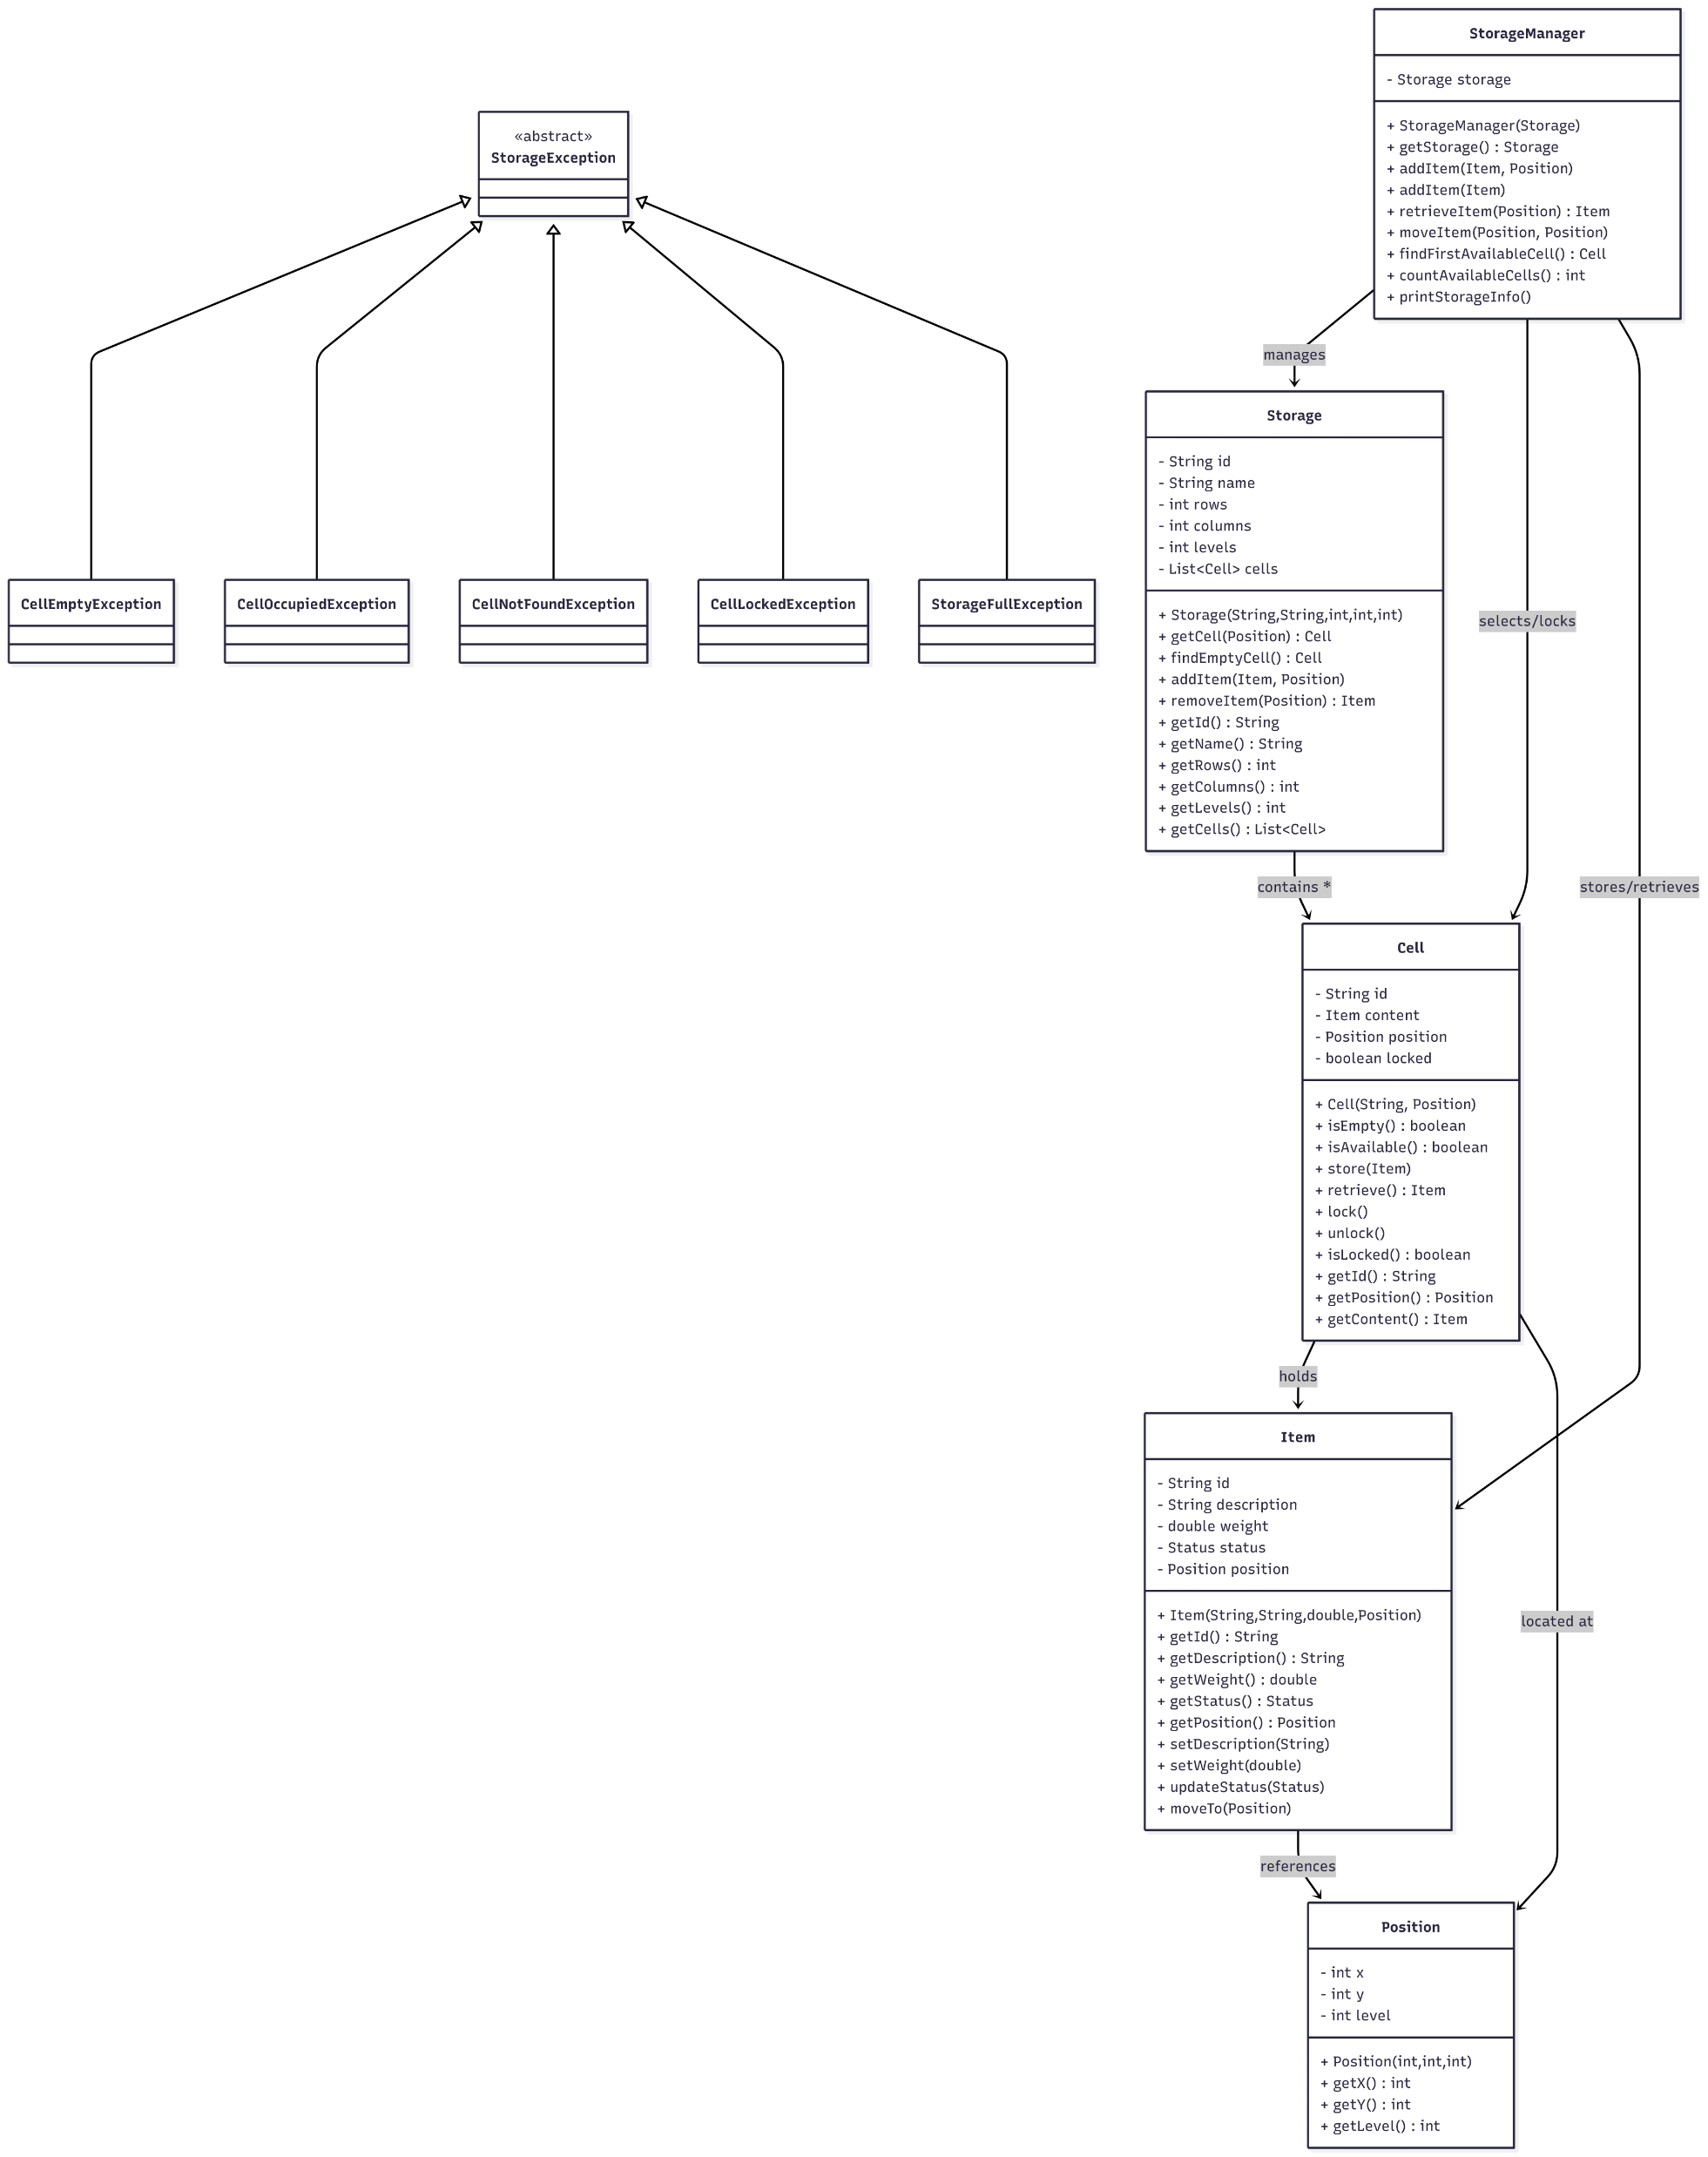 StorageManager
- Storage storage
+ StorageManager(Storage)
+ getStorage() : Storage
+ addItem(Item, Position)
+ addItem(Item)
+ retrieveItem(Position) : Item
+ moveItem(Position, Position)
+ findFirstAvailableCell() : Cell
+ countAvailableCells() : int
+ printStorageInfo()
«abstract»
StorageException
manages
Storage
- String id
- String name
- int rows
- int columns
- int levels
- List<Cell> cells
+ Storage(String,String,int,int,int)
+ getCell(Position) : Cell
+ findEmptyCell() : Cell
+ addItem(Item, Position)
+ removeItem(Position) : Item
+ getId() : String
+ getName() : String
+ getRows() : int
+ getColumns() : int
+ getLevels() : int
+ getCells() : List<Cell>
CellEmptyException
CellOccupiedException
CellNotFoundException
CellLockedException
StorageFullException
selects/locks
contains *
stores/retrieves
Cell
- String id
- Item content
- Position position
- boolean locked
+ Cell(String, Position)
+ isEmpty() : boolean
+ isAvailable() : boolean
+ store(Item)
+ retrieve() : Item
+ lock()
+ unlock()
+ isLocked() : boolean
+ getId() : String
+ getPosition() : Position
+ getContent() : Item
holds
Item
- String id
- String description
- double weight
- Status status
- Position position
+ Item(String,String,double,Position)
+ getId() : String
+ getDescription() : String
+ getWeight() : double
+ getStatus() : Status
+ getPosition() : Position
+ setDescription(String)
+ setWeight(double)
+ updateStatus(Status)
+ moveTo(Position)
located at
references
Position
- int x
- int y
- int level
+ Position(int,int,int)
+ getX() : int
+ getY() : int
+ getLevel() : int